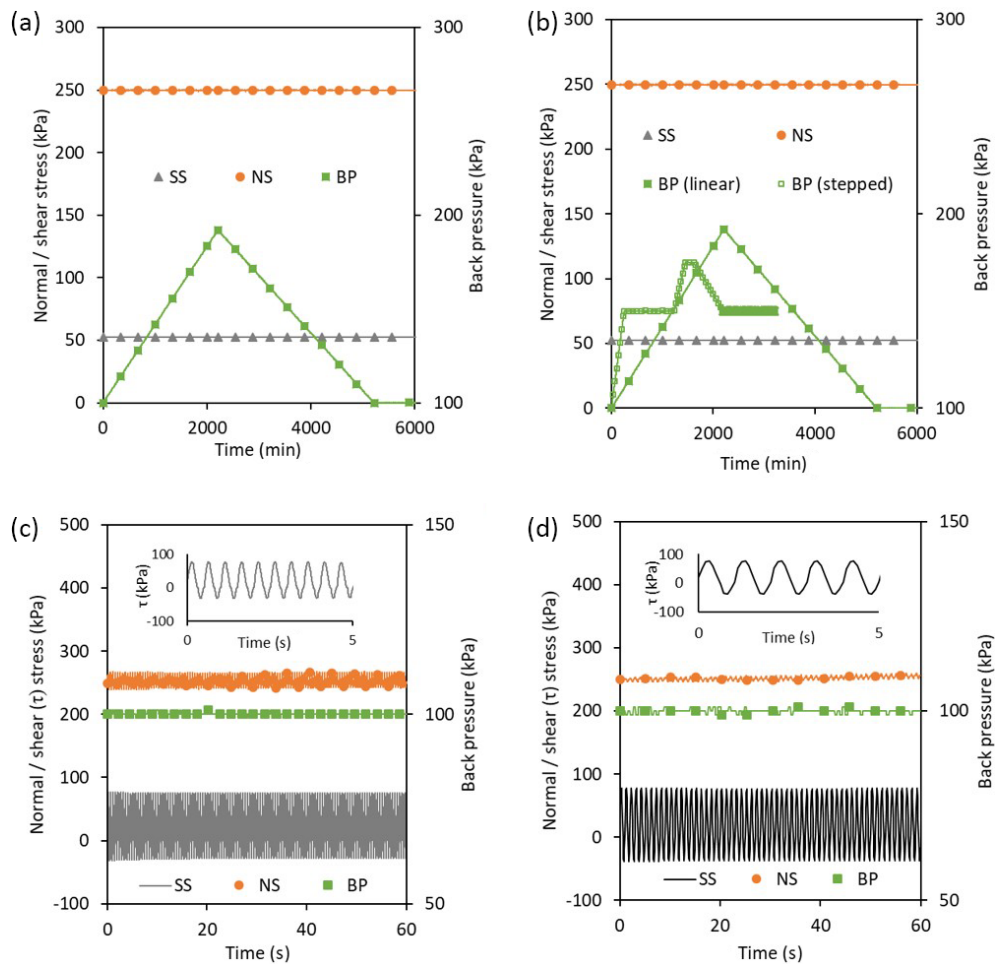 (a)
300
250
200
150
100
50
0
Normal / shear stress (kPa)
300
200
100
Back pressure (kPa)
SS NS BP
0 2000 4000 6000
Time (min)
(b)
300
250
200
150
100
50
0
Normal / shear stress (kPa)
300
200
100
Back pressure (kPa)
SS NS
BP (linear) BP (stepped)
0 2000 4000 6000
Time (min)
(c)
500
400
300
200
100
0
-100
Normal / shear (τ) stress (kPa)
150
100
50
Back pressure (kPa)
100
0
-100
τ (kPa)
0 5
Time (s)
SS NS BP
0 20 40 60
Time (s)
(d)
500
400
300
200
100
0
-100
Normal / shear (τ) stress (kPa)
150
100
50
Back pressure (kPa)
100
0
-100
τ (kPa)
0 5
Time (s)
SS NS BP
0 20 40 60
Time (s)